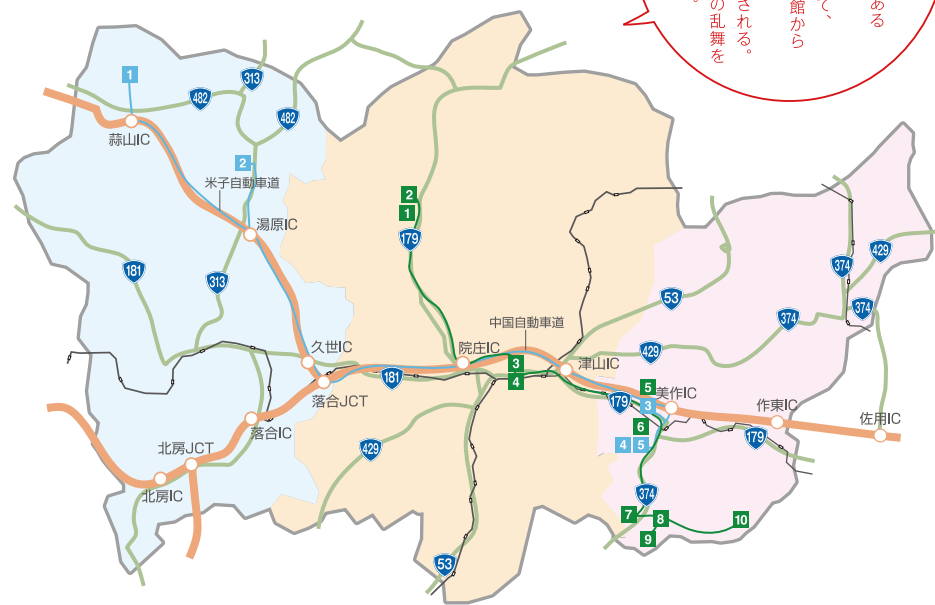 ある
て、
館から
される。
の乱舞を
。
313
482
482
1
蒜山IC
2
米子自動車道
湯原IC
2
1
179
181
313
53
374
429
374
374
429
久世IC
院庄IC
中国自動車道
津山IC
3
4
181
落合JCT
5
美作IC
179
3
作東IC
佐用IC
落合IC
6
4
5
179
北房JCT
429
北房IC
374
7
8
10
9
53